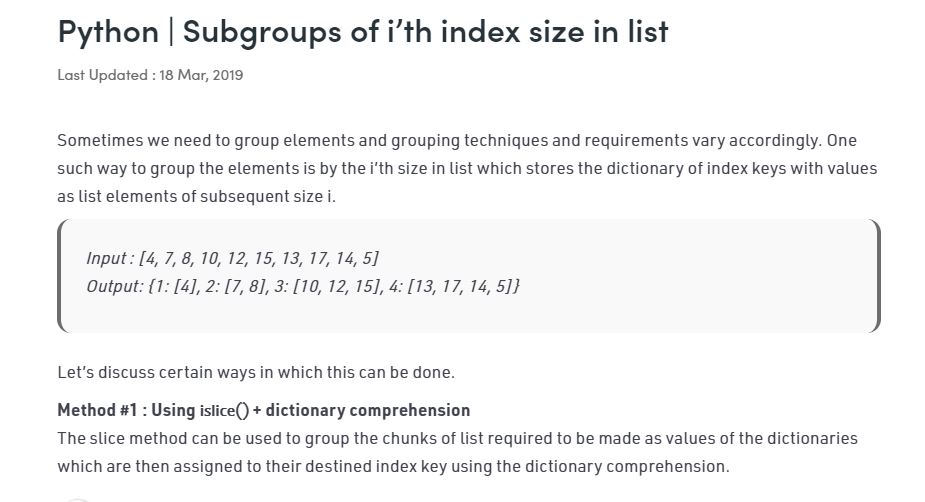 Python | Subgroups of i’th index size in list
Last Updated : 18 Mar, 2019
Sometimes we need to group elements and grouping techniques and requirements vary accordingly. One
such way to group the elements is by the i’th size in list which stores the dictionary of index keys with values
as list elements of subsequent size i.
Input : [4, 7, 8, 10, 12, 15, 13, 17, 14, 5]
Output: {1: [4], 2: [7, 8], 3: [10, 12, 15], 4: [13, 17, 14, 5]}
Let’s discuss certain ways in which this can be done.
Method #1 : Using islice() + dictionary comprehension
The slice method can be used to group the chunks of list required to be made as values of the dictionaries
which are then assigned to their destined index key using the dictionary comprehension.